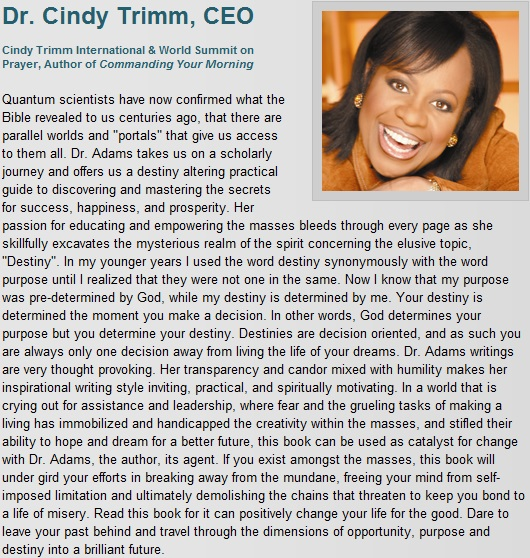 Dr. Cindy Trimm, CEO
Cindy Trimm International & World Summit on
Prayer, Author of Commanding Your Morning
Quantum scientists have now confirmed what the
Bible revealed to us centuries ago, that there are
parallel worlds and "portals" that give us access
to them all. Dr. Adams takes us on a scholarly
journey and offers us a destiny altering practical
guide to discovering and mastering the secrets
for success, happiness, and prosperity. Her
passion for educating and empowering the masses bleeds through every page as she
skillfully excavates the mysterious realm of the spirit concerning the elusive topic,
"Destiny". In my younger years I used the word destiny synonymously with the word
purpose until I realized that they were not one in the same. Now I know that my purpose
was pre-determined by God, while my destiny is determined by me. Your destiny is
determined the moment you make a decision. In other words, God determines your
purpose but you determine your destiny. Destinies are decision oriented, and as such you
are always only one decision away from living the life of your dreams. Dr. Adams writings
are very thought provoking. Her transparency and candor mixed with humility makes her
inspirational writing style inviting, practical, and spiritually motivating. In a world that is
crying out for assistance and leadership, where fear and the grueling tasks of making a
living has immobilized and handicapped the creativity within the masses, and stifled their
ability to hope and dream for a better future, this book can be used as catalyst for change
with Dr. Adams, the author, its agent. If you exist amongst the masses, this book will
under gird your efforts in breaking away from the mundane, freeing your mind from self-
imposed limitation and ultimately demolishing the chains that threaten to keep you bond to
a life of misery. Read this book for it can positively change your life for the good. Dare to
leave your past behind and travel through the dimensions of opportunity, purpose and
destiny into a brilliant future.